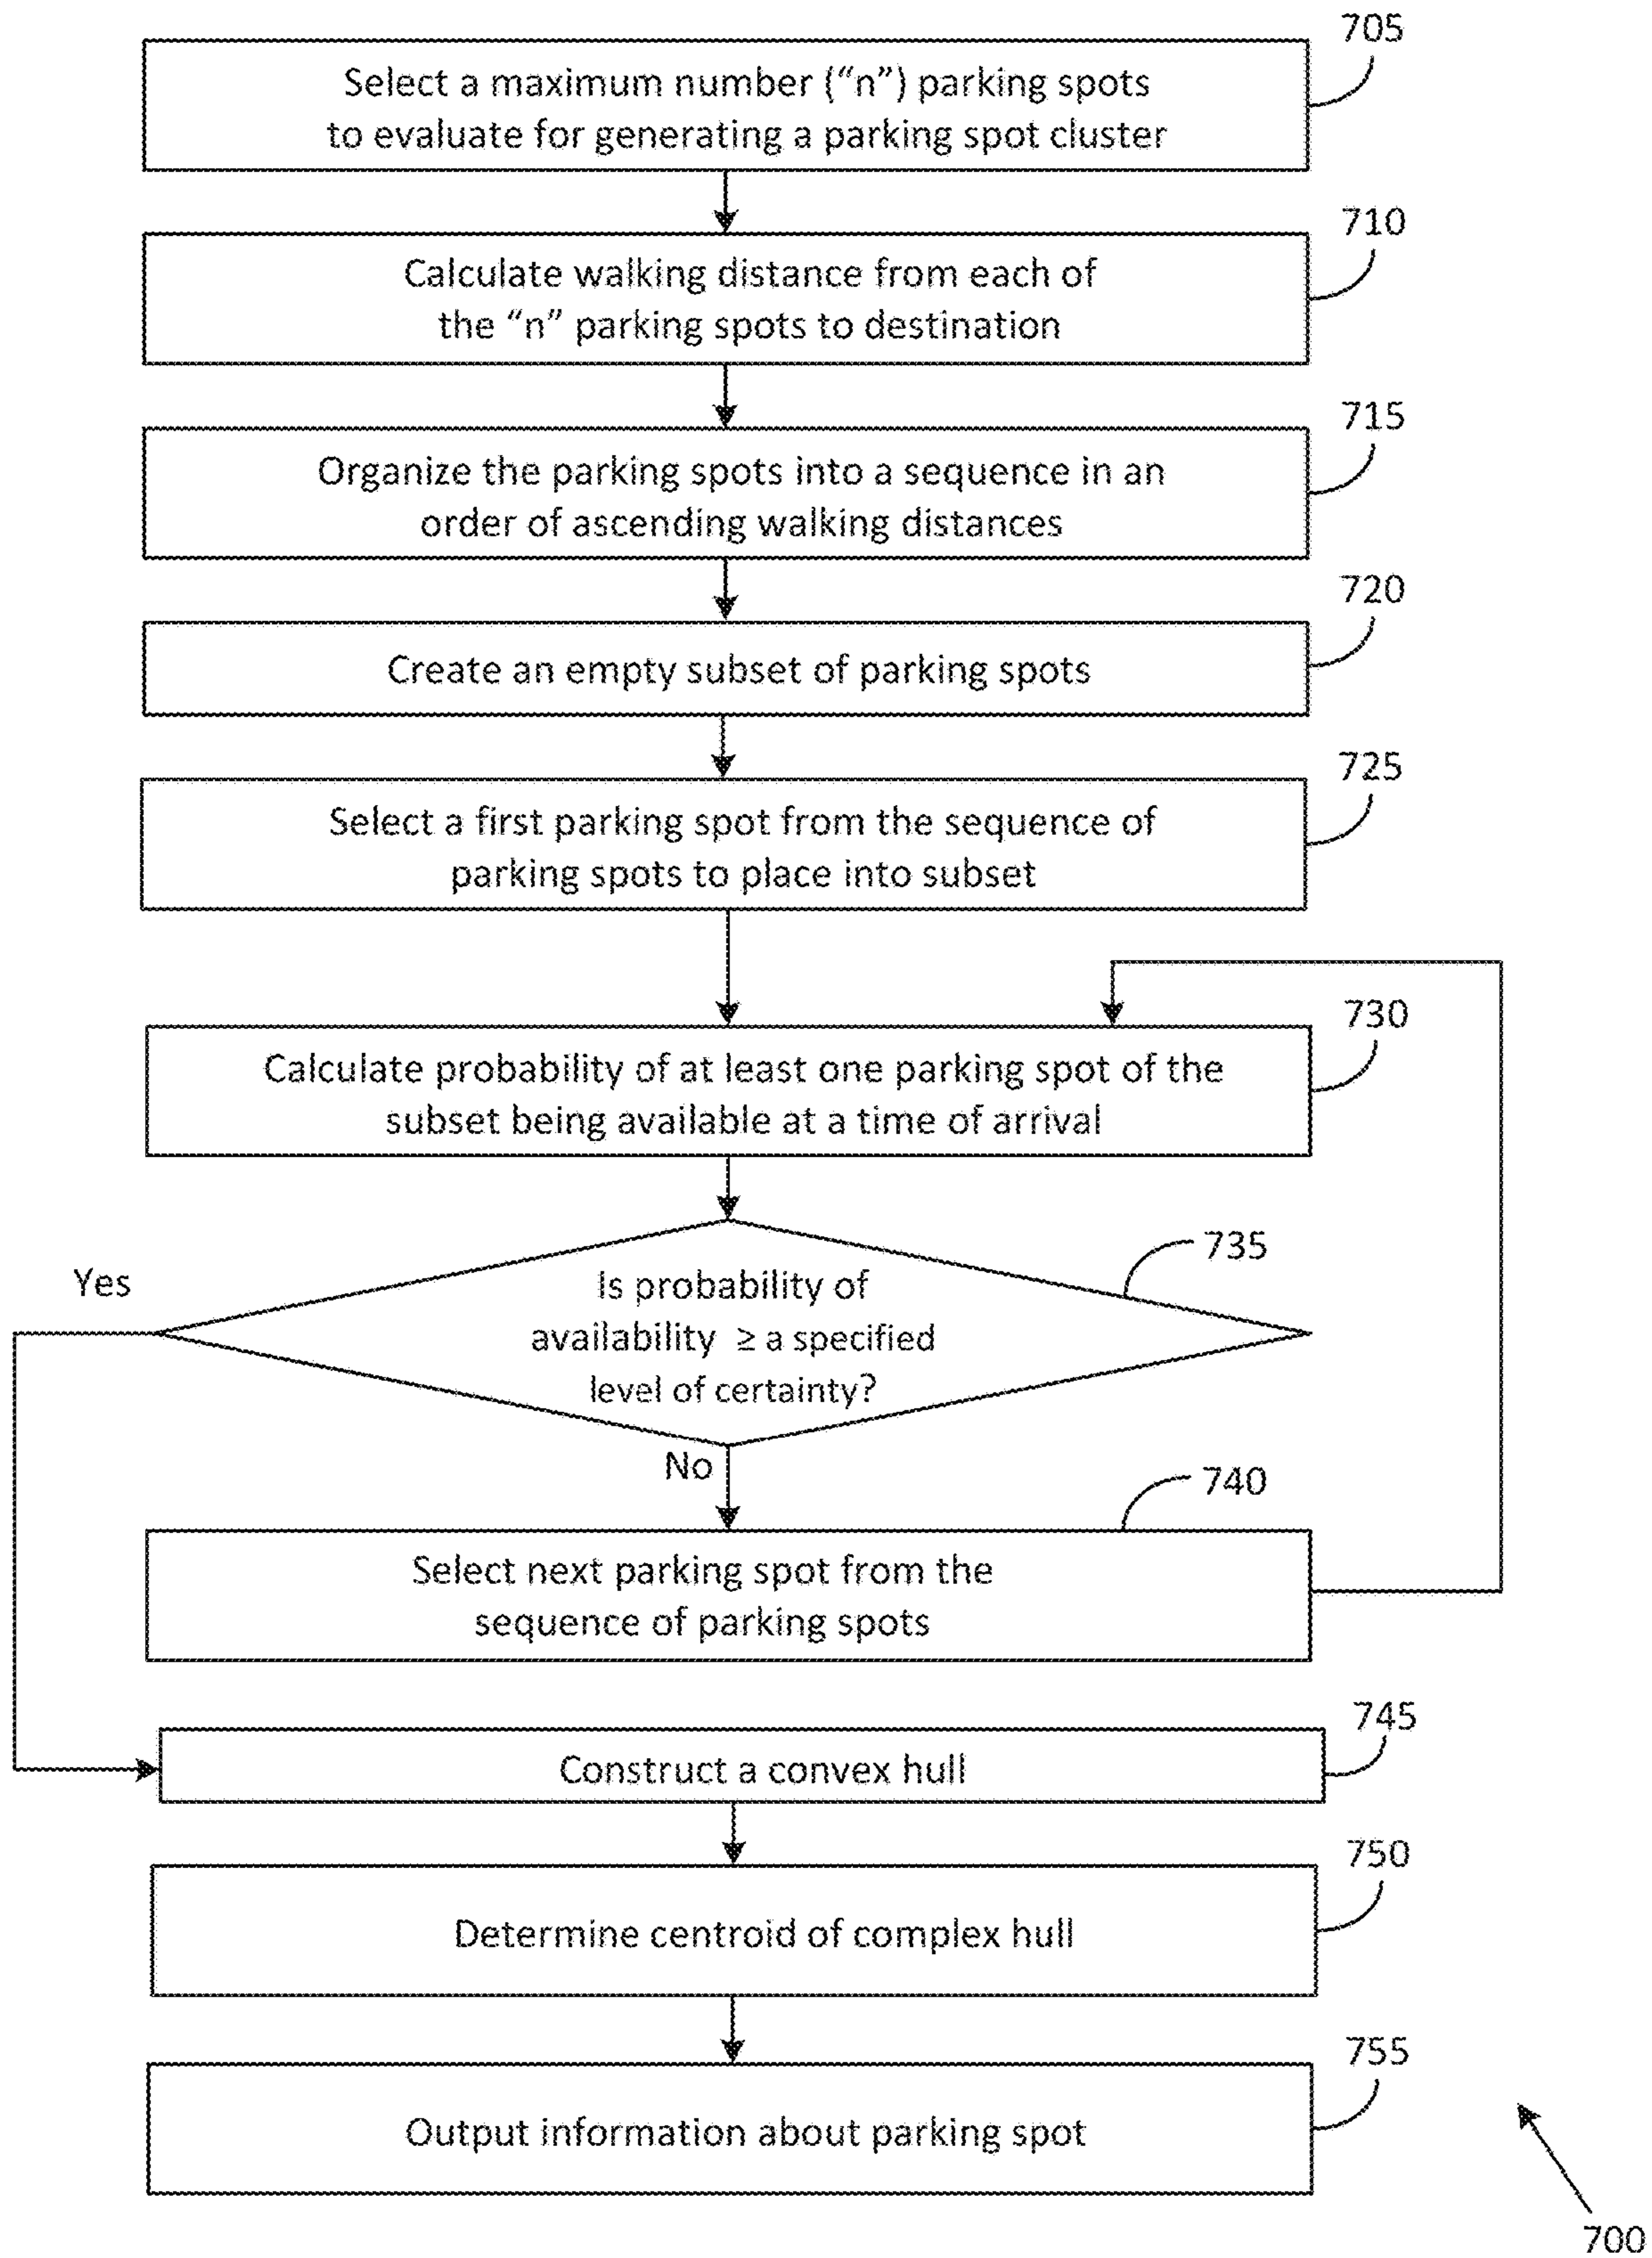 705
Select a maximum number (“n”) parking spots
to evaluate for generating a parking spot cluster
710
Calculate walking distance from each of
the “n” parking spots to destination
715
Organize the parking spots into a sequence in an
order of ascending walking distances
720
Create an empty subset of parking spots
725
Select a first parking spot from the sequence of
parking spots to place into subset
730
Calculate probability of at least one parking spot of the
subset being available at a time of arrival
735
Yes
Is probability of
availability ≥ a specified
level of certainty?
No
740
Select next parking spot from the
sequence of parking spots
745
Construct a convex hull
750
Determine centroid of complex hull
755
Output information about parking spot
700